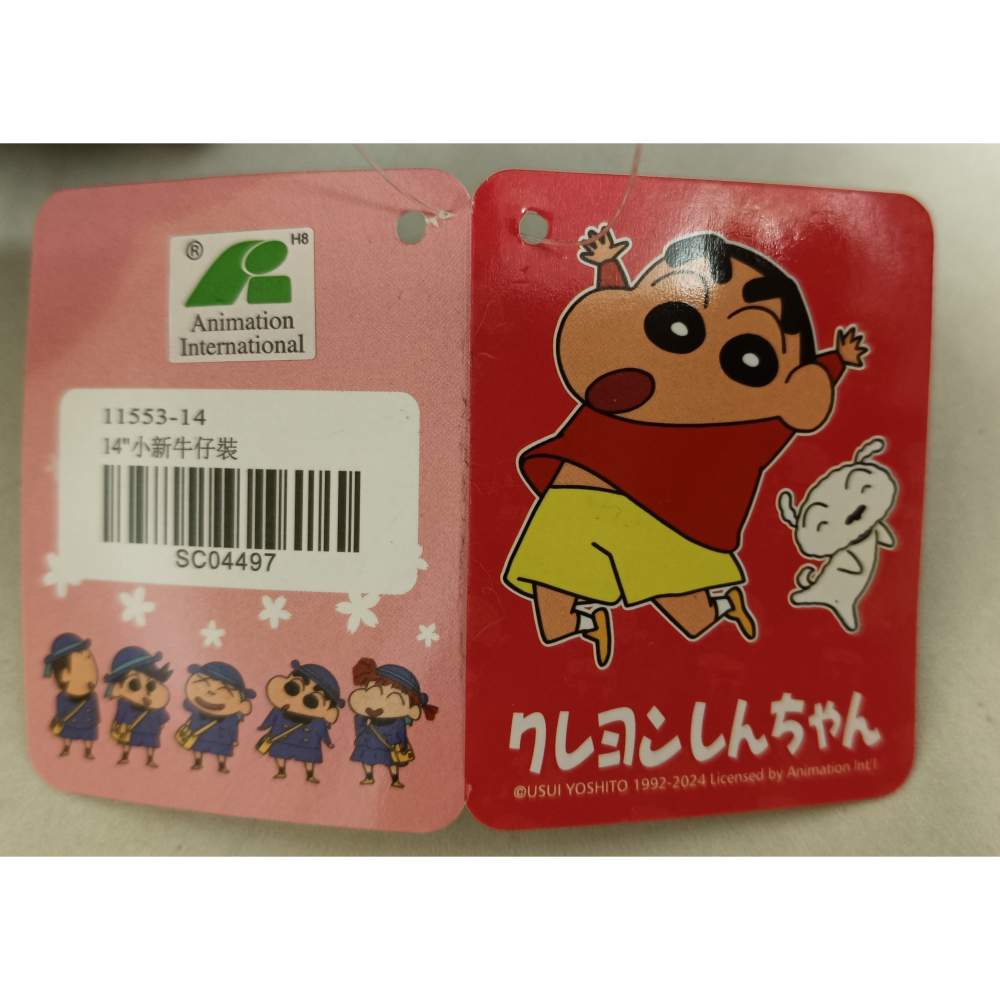 ® H8
Animation
International
11553-14
14"小新牛仔裝
SC04497
クレヨンしんちゃん
©USUI YOSHITO 1992-2024 Licensed by Animation Int'l